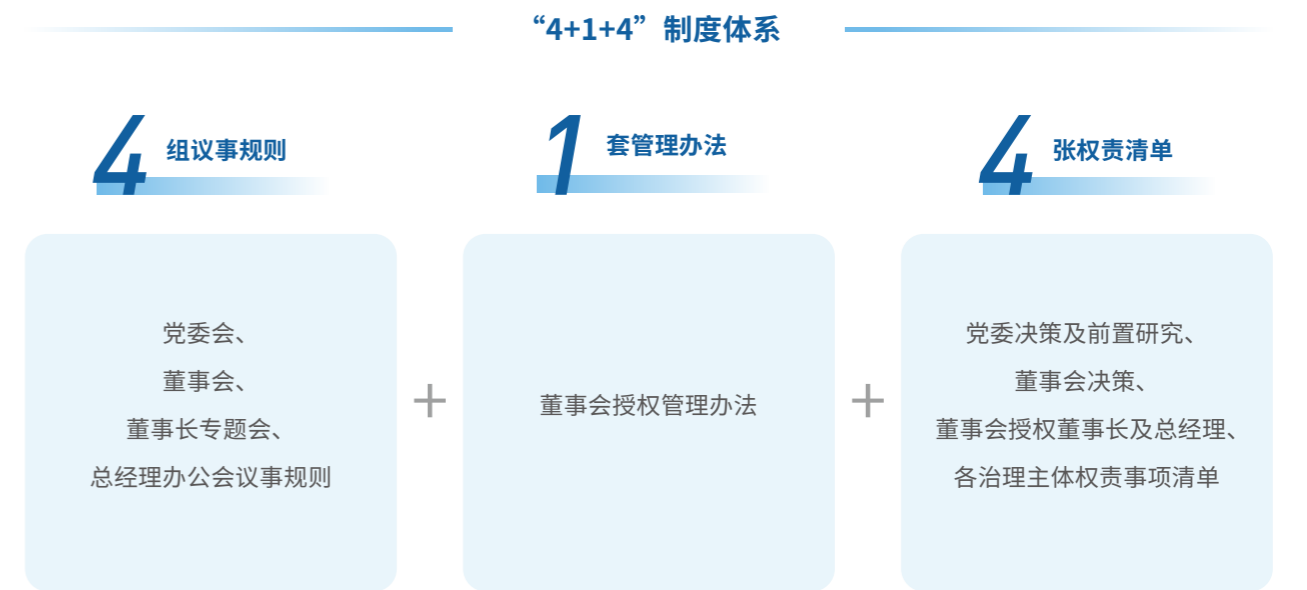 “4+1+4”制度体系
4 组议事规则
1 套管理办法
4 张权责清单
党委会、
董事会、
董事长专题会、
总经理办公会议事规则
+
董事会授权管理办法
+
党委决策及前置研究、
董事会决策、
董事会授权董事长及总经理、
各治理主体权责事项清单